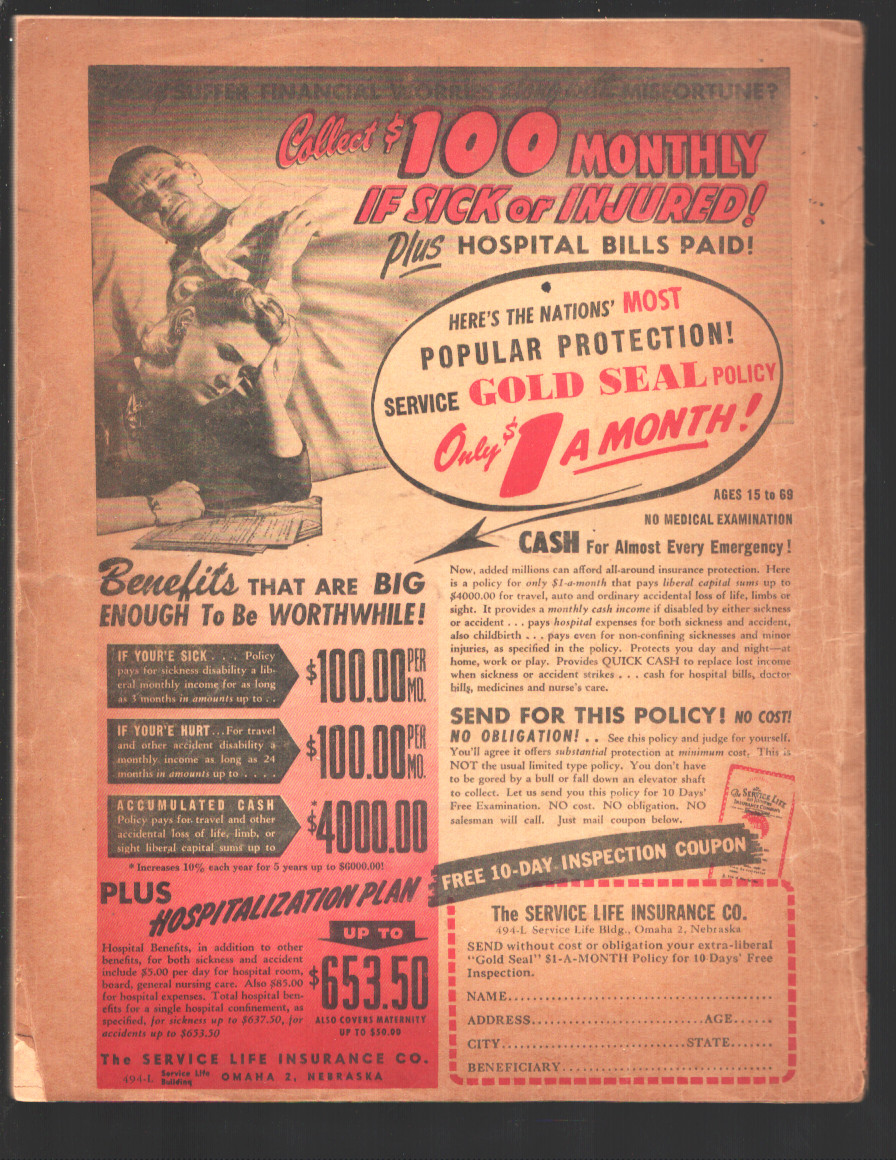 SUFFER FINANCIAL WORRIES along with MISFORTUNE?
Collect $100 MONTHLY
IF SICK or INJURED!
Plus HOSPITAL BILLS PAID!
HERE'S THE NATIONS' MOST
POPULAR PROTECTION!
SERVICE GOLD SEAL POLICY
Only $1 A MONTH!
AGES 15 to 69
NO MEDICAL EXAMINATION
CASH For Almost Every Emergency!
Now, added millions can afford all-around insurance protection. Here
is a policy for only $1-a-month that pays liberal capital sums up to
$4000.00 for travel, auto and ordinary accidental loss of life, limbs or
sight. It provides a monthly cash income if disabled by either sickness
or accident . . . pays hospital expenses for both sickness and accident,
also childbirth . . . pays even for non-confining sicknesses and minor
injuries, as specified in the policy. Protects you day and night—at
home, work or play. Provides QUICK CASH to replace lost income
when sickness or accident strikes . . . cash for hospital bills, doctor
bills, medicines and nurse's care.
SEND FOR THIS POLICY! NO COST!
NO OBLIGATION! . . See this policy and judge for yourself.
You'll agree it offers substantial protection at minimum cost. This is
NOT the usual limited type policy. You don't have
to be gored by a bull or fall down an elevator shaft
to collect. Let us send you this policy for 10 Days'
Free Examination. NO cost. NO obligation. NO
salesman will call. Just mail coupon below.
The SERVICE LIFE
INSURANCE COMPANY
Benefits THAT ARE BIG
ENOUGH To Be WORTHWHILE!
IF YOUR'E SICK . . . Policy
pays for sickness disability a lib-
eral monthly income for as long
as 3 months in amounts up to . .
$100.00 PER MO.
IF YOUR'E HURT...For travel
and other accident disability a
monthly income as long as 24
months in amounts up to . . . .
$100.00 PER MO.
ACCUMULATED CASH
Policy pays for travel and other
accidental loss of life, limb, or
sight liberal capital sums up to
*
$4000.00
* Increases 10% each year for 5 years up to $6000.00!
PLUS
HOSPITALIZATION PLAN
Hospital Benefits, in addition to other
benefits, for both sickness and accident
include $5.00 per day for hospital room,
board, general nursing care. Also $85.00
for hospital expenses. Total hospital ben-
efits for a single hospital confinement, as
specified, for sickness up to $637.50, for
accidents up to $653.50
UP TO
$653.50
ALSO COVERS MATERNITY
UP TO $50.00
The SERVICE LIFE INSURANCE CO.
494-L Service Life Building OMAHA 2, NEBRASKA
FREE 10-DAY INSPECTION COUPON
The SERVICE LIFE INSURANCE CO.
494-L Service Life Bldg., Omaha 2, Nebraska
SEND without cost or obligation your extra-liberal
"Gold Seal" $1-A-MONTH Policy for 10 Days' Free
Inspection.
NAME..........................................
ADDRESS...........................AGE......
CITY..............................STATE.......
BENEFICIARY..................................